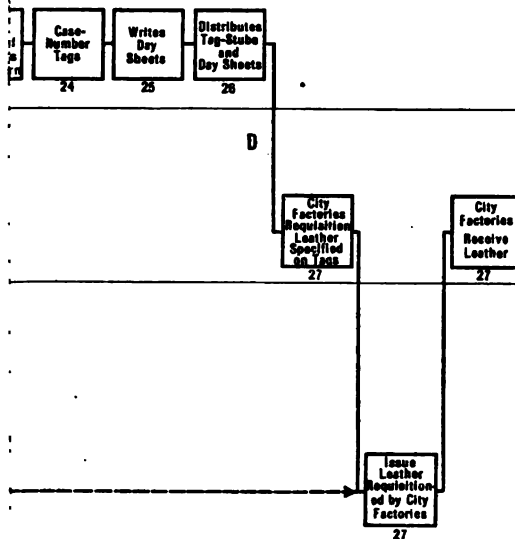 Case-
Number
Tags
24
Writes
Day
Sheets
25
Distributes
Tag-Stubs
and
Day Sheets
26
D
City
Factories
Requisition
Leather
Specified
on Tags
27
City
Factories
Receive
Leather
27
Issue
Leather
Requisition-
ed by City
Factories
27